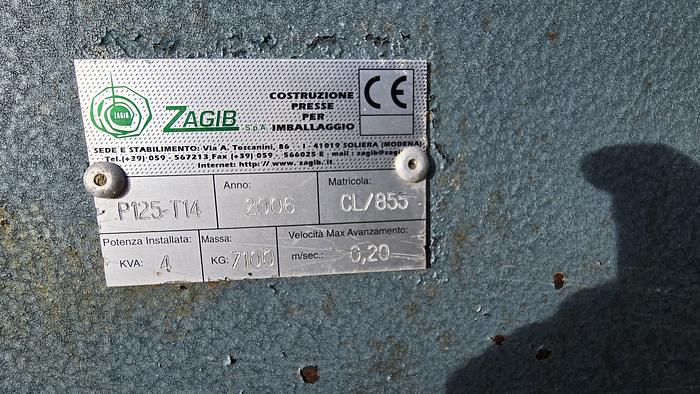 ZAGIB
ZAGIB S.p.A.
COSTRUZIONE
PRESSE
PER
IMBALLAGGIO
CE
SEDE E STABILIMENTO: Via A. Toscanini, 86 - I - 41019 SOLIERA (MODENA)
Tel.(+39) 059 - 567213 Fax (+39) 059 - 566025 E - mail : zagib@zagib
Internet: http:// www. zagib.it
P125-T14
Anno:
2006
Matricola:
CL/855
Potenza Installata:
KVA: 4
Massa:
KG: 7100
Velocità Max Avanzamento:
m/sec.: 0,20